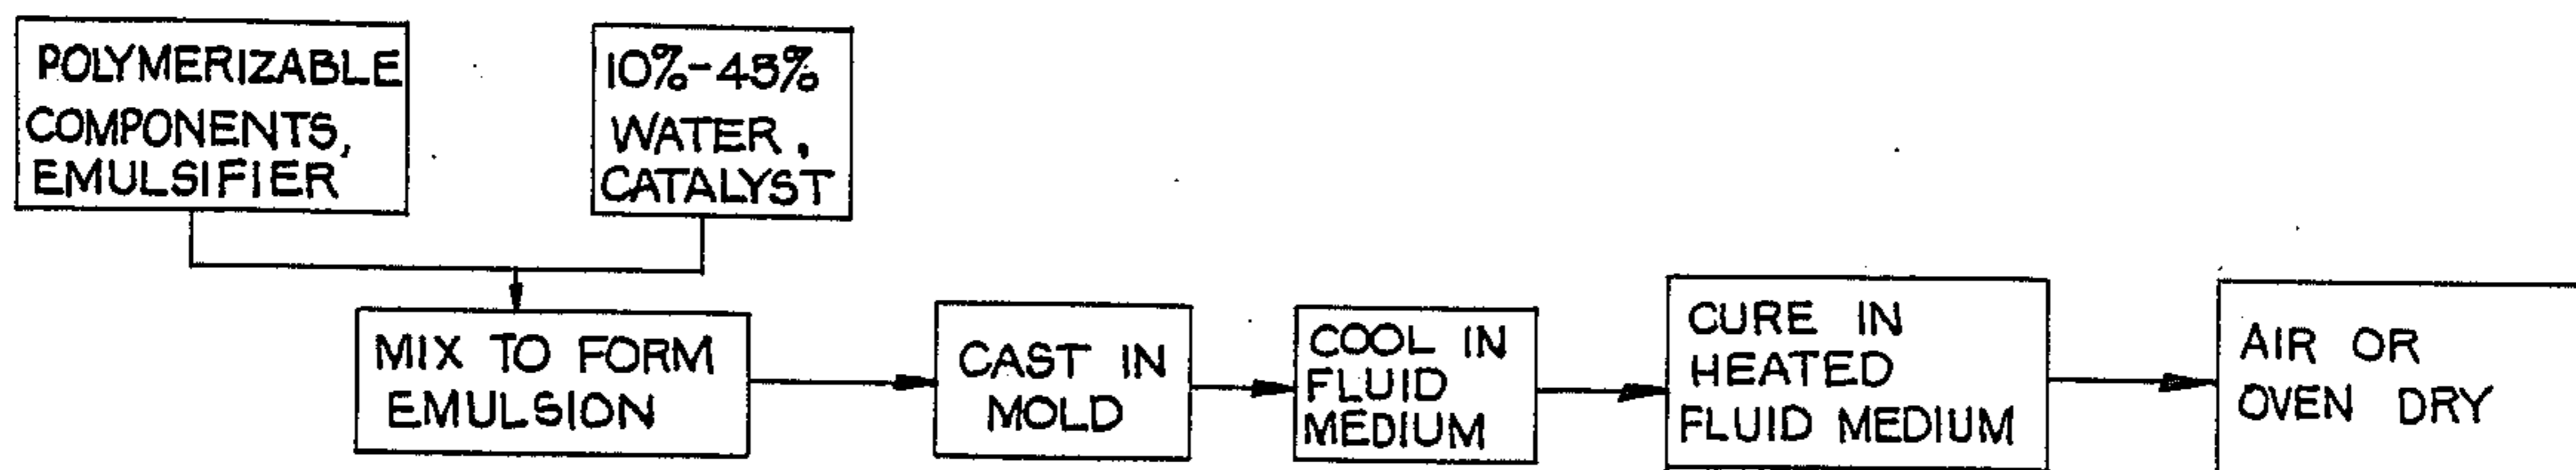 POLYMERIZABLE
COMPONENTS,
EMULSIFIER
10%-45%
WATER,
CATALYST
MIX TO FORM
EMULSION
CAST IN
MOLD
COOL IN
FLUID
MEDIUM
CURE IN
HEATED
FLUID MEDIUM
AIR OR
OVEN DRY